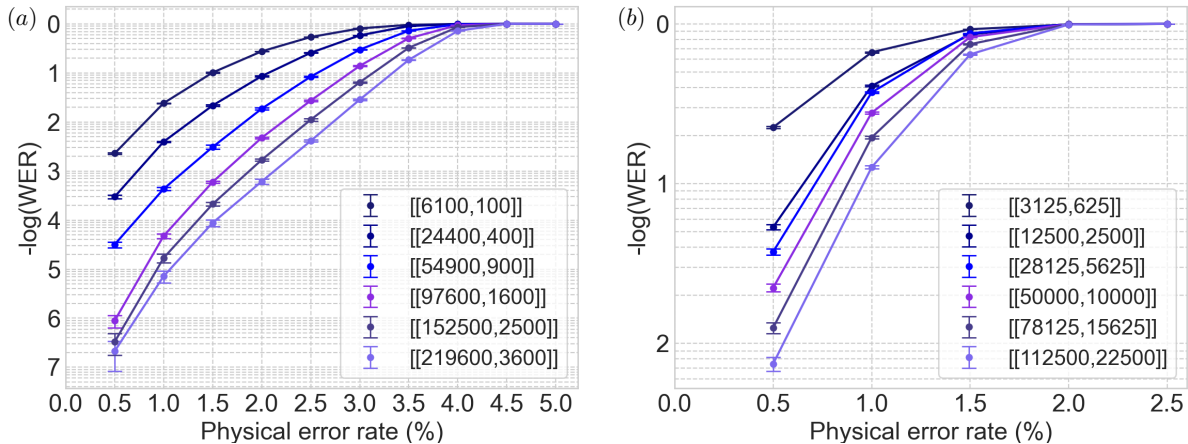 (a)
-log(WER)
0
1
2
3
4
5
6
7
[[6100,100]]
[[24400,400]]
[[54900,900]]
[[97600,1600]]
[[152500,2500]]
[[219600,3600]]
0.0 0.5 1.0 1.5 2.0 2.5 3.0 3.5 4.0 4.5 5.0
Physical error rate (%)
(b)
-log(WER)
0
1
2
[[3125,625]]
[[12500,2500]]
[[28125,5625]]
[[50000,10000]]
[[78125,15625]]
[[112500,22500]]
0.0 0.5 1.0 1.5 2.0 2.5
Physical error rate (%)